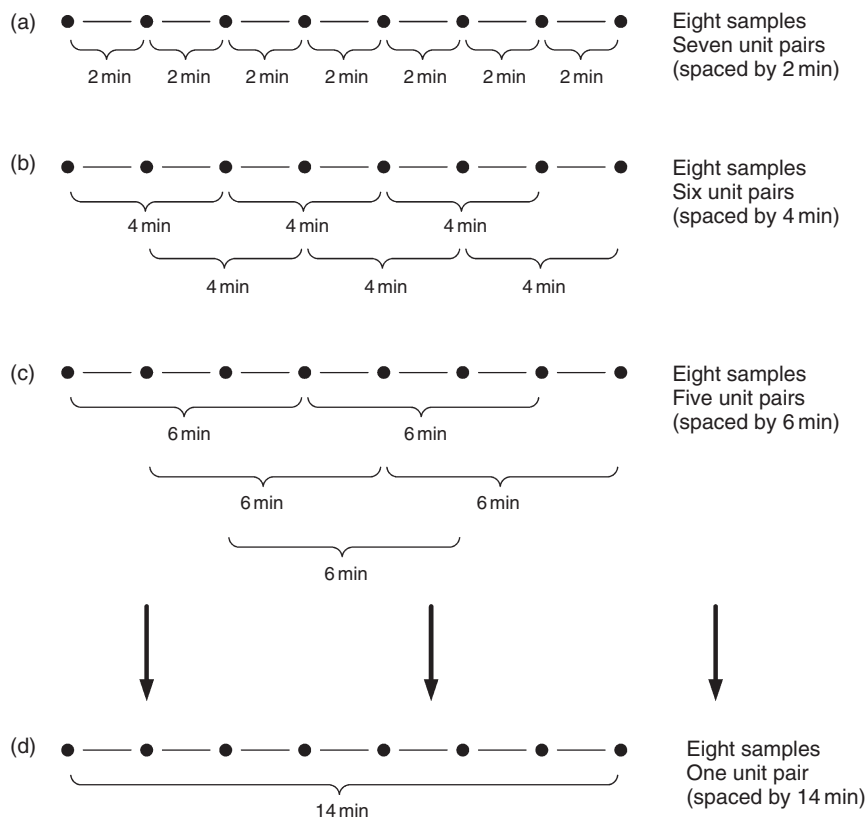 (a)
Eight samples
Seven unit pairs
(spaced by 2 min)
2 min 2 min 2 min 2 min 2 min 2 min 2 min
(b)
Eight samples
Six unit pairs
(spaced by 4 min)
4 min 4 min 4 min
4 min 4 min 4 min
(c)
Eight samples
Five unit pairs
(spaced by 6 min)
6 min 6 min
6 min 6 min
6 min
(d)
Eight samples
One unit pair
(spaced by 14 min)
14 min